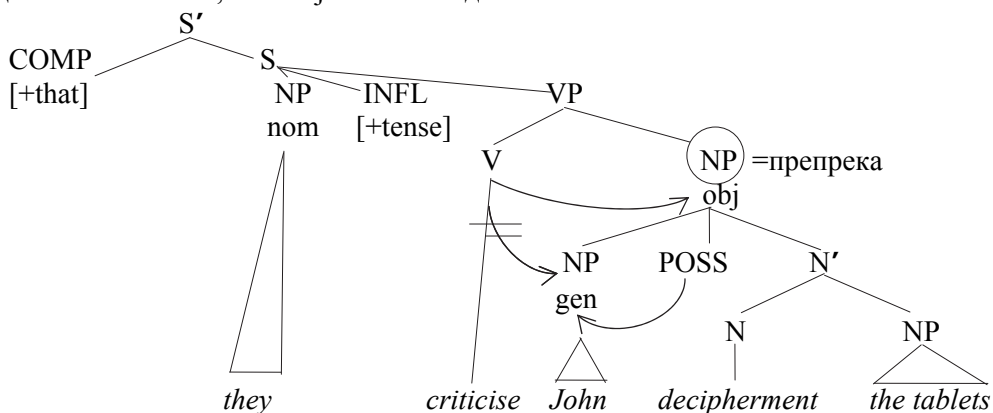 S′
COMP S
[+that] NP INFL VP
nom [+tense]
V NP =препрека
obj
NP POSS N′
gen
N NP
they criticise John decipherment the tablets